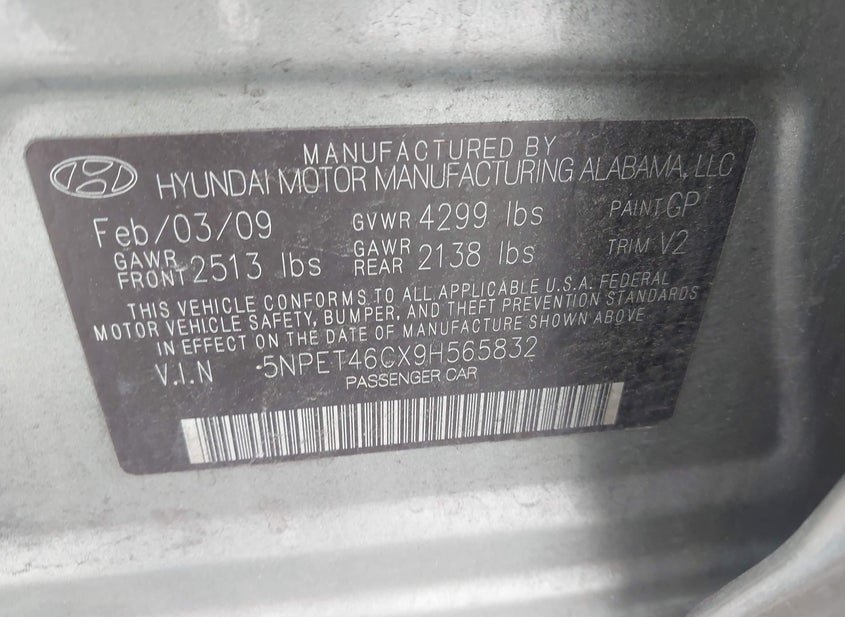 MANUFACTURED BY
HYUNDAI MOTOR MANUFACTURING ALABAMA, LLC
Feb/03/09 GVWR 4299 lbs PAINT GP
GAWR FRONT 2513 lbs GAWR REAR 2138 lbs TRIM V2
THIS VEHICLE CONFORMS TO ALL APPLICABLE U.S.A. FEDERAL
MOTOR VEHICLE SAFETY, BUMPER, AND THEFT PREVENTION STANDARDS
IN EFFECT ON THE DATE OF MANUFACTURE SHOWN ABOVE
V.I.N 5NPET46CX9H565832
PASSENGER CAR